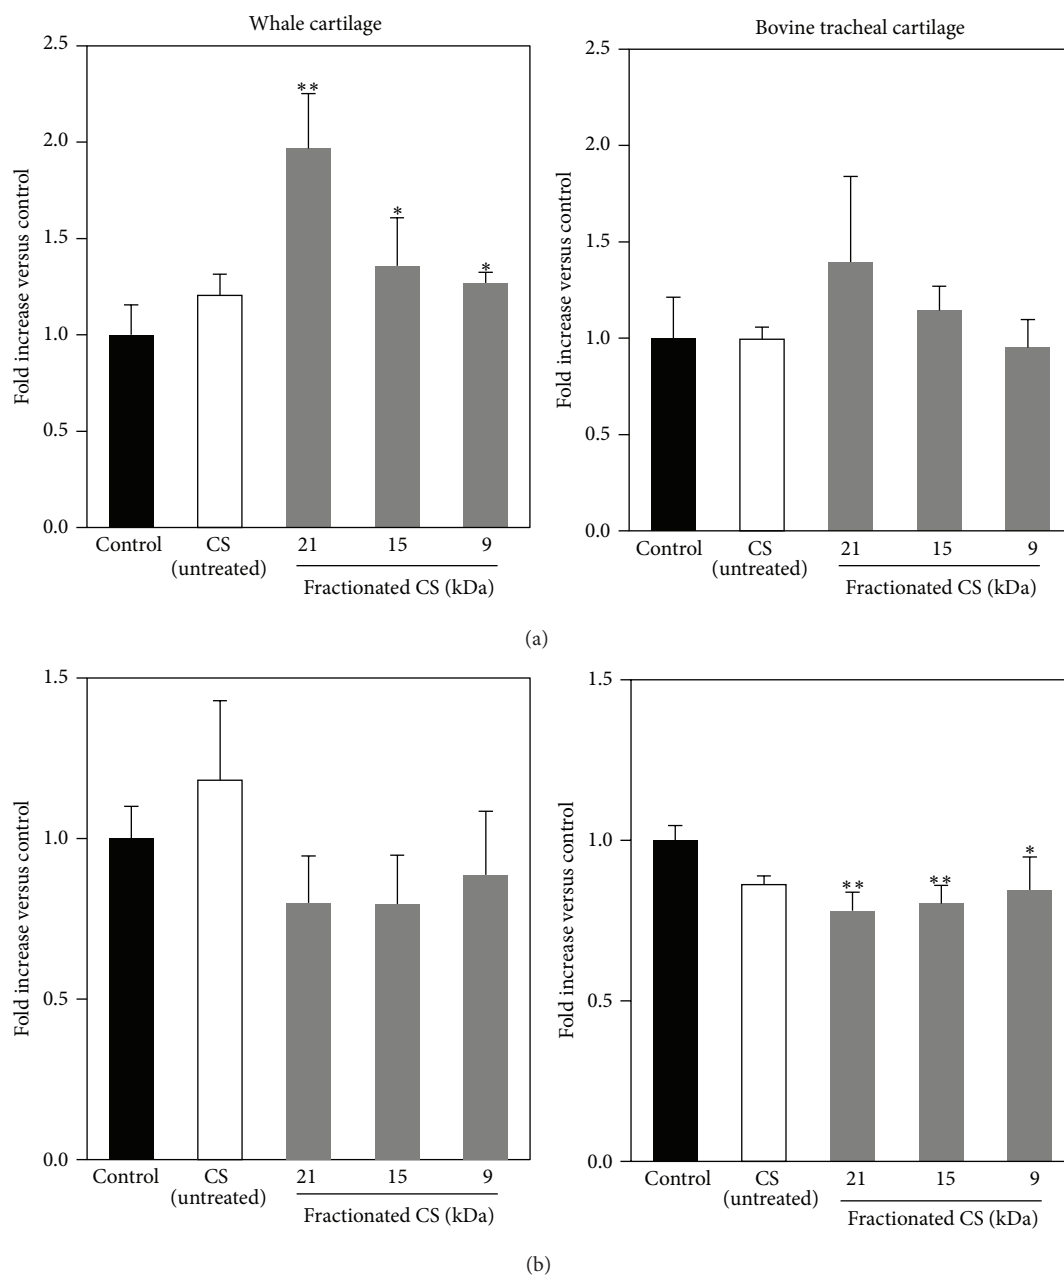 Whale cartilage
Fold increase versus control
2.5
2.0
1.5
1.0
0.5
0.0
**
*
*
Control
CS
(untreated)
21
15
9
Fractionated CS (kDa)
Bovine tracheal cartilage
Fold increase versus control
2.5
2.0
1.5
1.0
0.5
0.0
Control
CS
(untreated)
21
15
9
Fractionated CS (kDa)
(a)
Fold increase versus control
1.5
1.0
0.5
0.0
Control
CS
(untreated)
21
15
9
Fractionated CS (kDa)
Fold increase versus control
1.5
1.0
0.5
0.0
**
**
*
Control
CS
(untreated)
21
15
9
Fractionated CS (kDa)
(b)